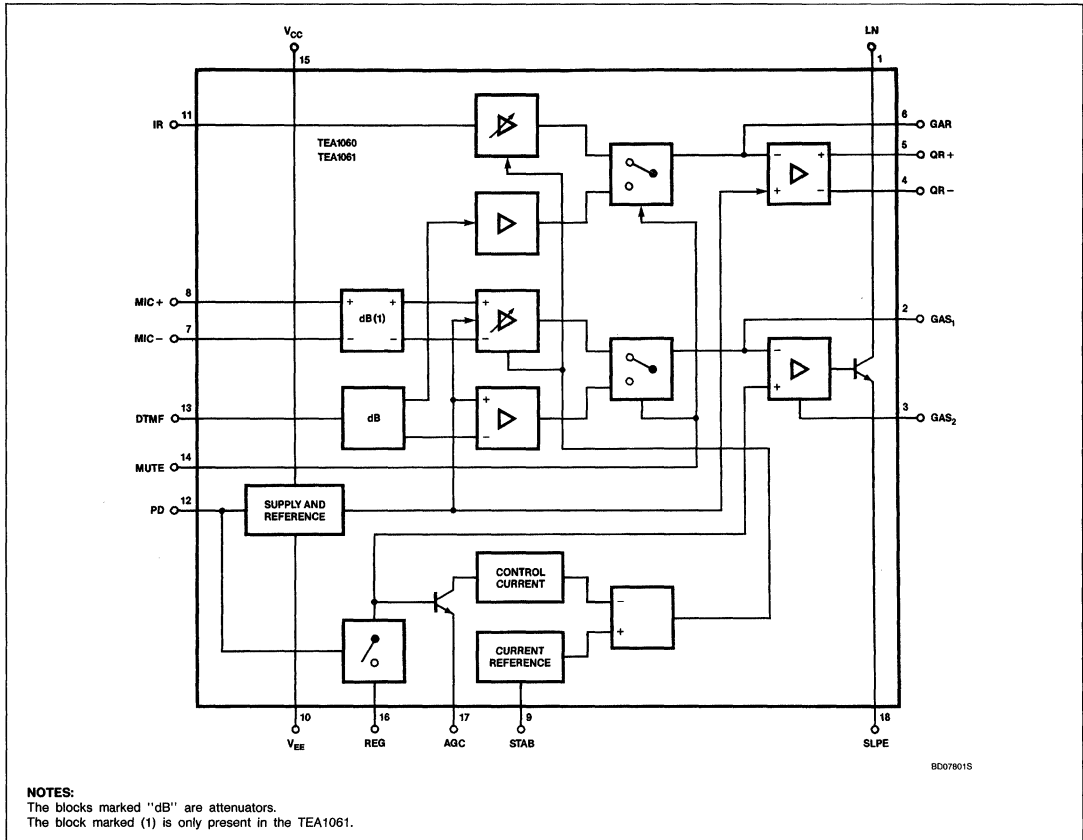 VCC
LN
15
1
IR
11
TEA1060
TEA1061
6
GAR
5
QR+
4
QR−
− +
+ −
MIC+
8
MIC−
7
+ +
dB(1)
− −
+
−
2
GAS1
−
+
DTMF
13
dB
+
−
3
GAS2
MUTE
14
PD
12
SUPPLY AND
REFERENCE
CONTROL
CURRENT
−
+
CURRENT
REFERENCE
10
16
17
9
18
VEE
REG
AGC
STAB
SLPE
BD07801S
NOTES:
The blocks marked "dB" are attenuators.
The block marked (1) is only present in the TEA1061.